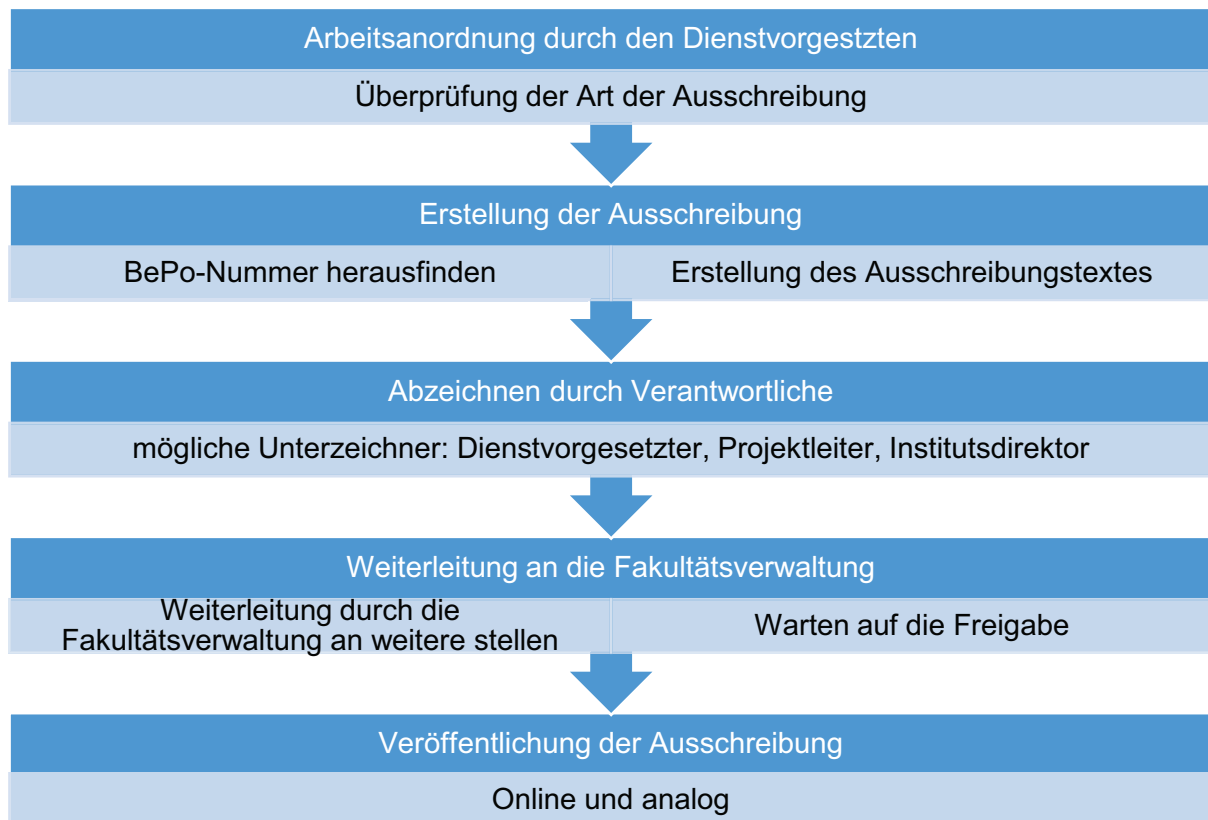 Arbeitsanordnung durch den Dienstvorgestzten
Überprüfung der Art der Ausschreibung
Erstellung der Ausschreibung
BePo-Nummer herausfinden
Erstellung des Ausschreibungstextes
Abzeichnen durch Verantwortliche
mögliche Unterzeichner: Dienstvorgesetzter, Projektleiter, Institutsdirektor
Weiterleitung an die Fakultätsverwaltung
Weiterleitung durch die
Fakultätsverwaltung an weitere stellen
Warten auf die Freigabe
Veröffentlichung der Ausschreibung
Online und analog